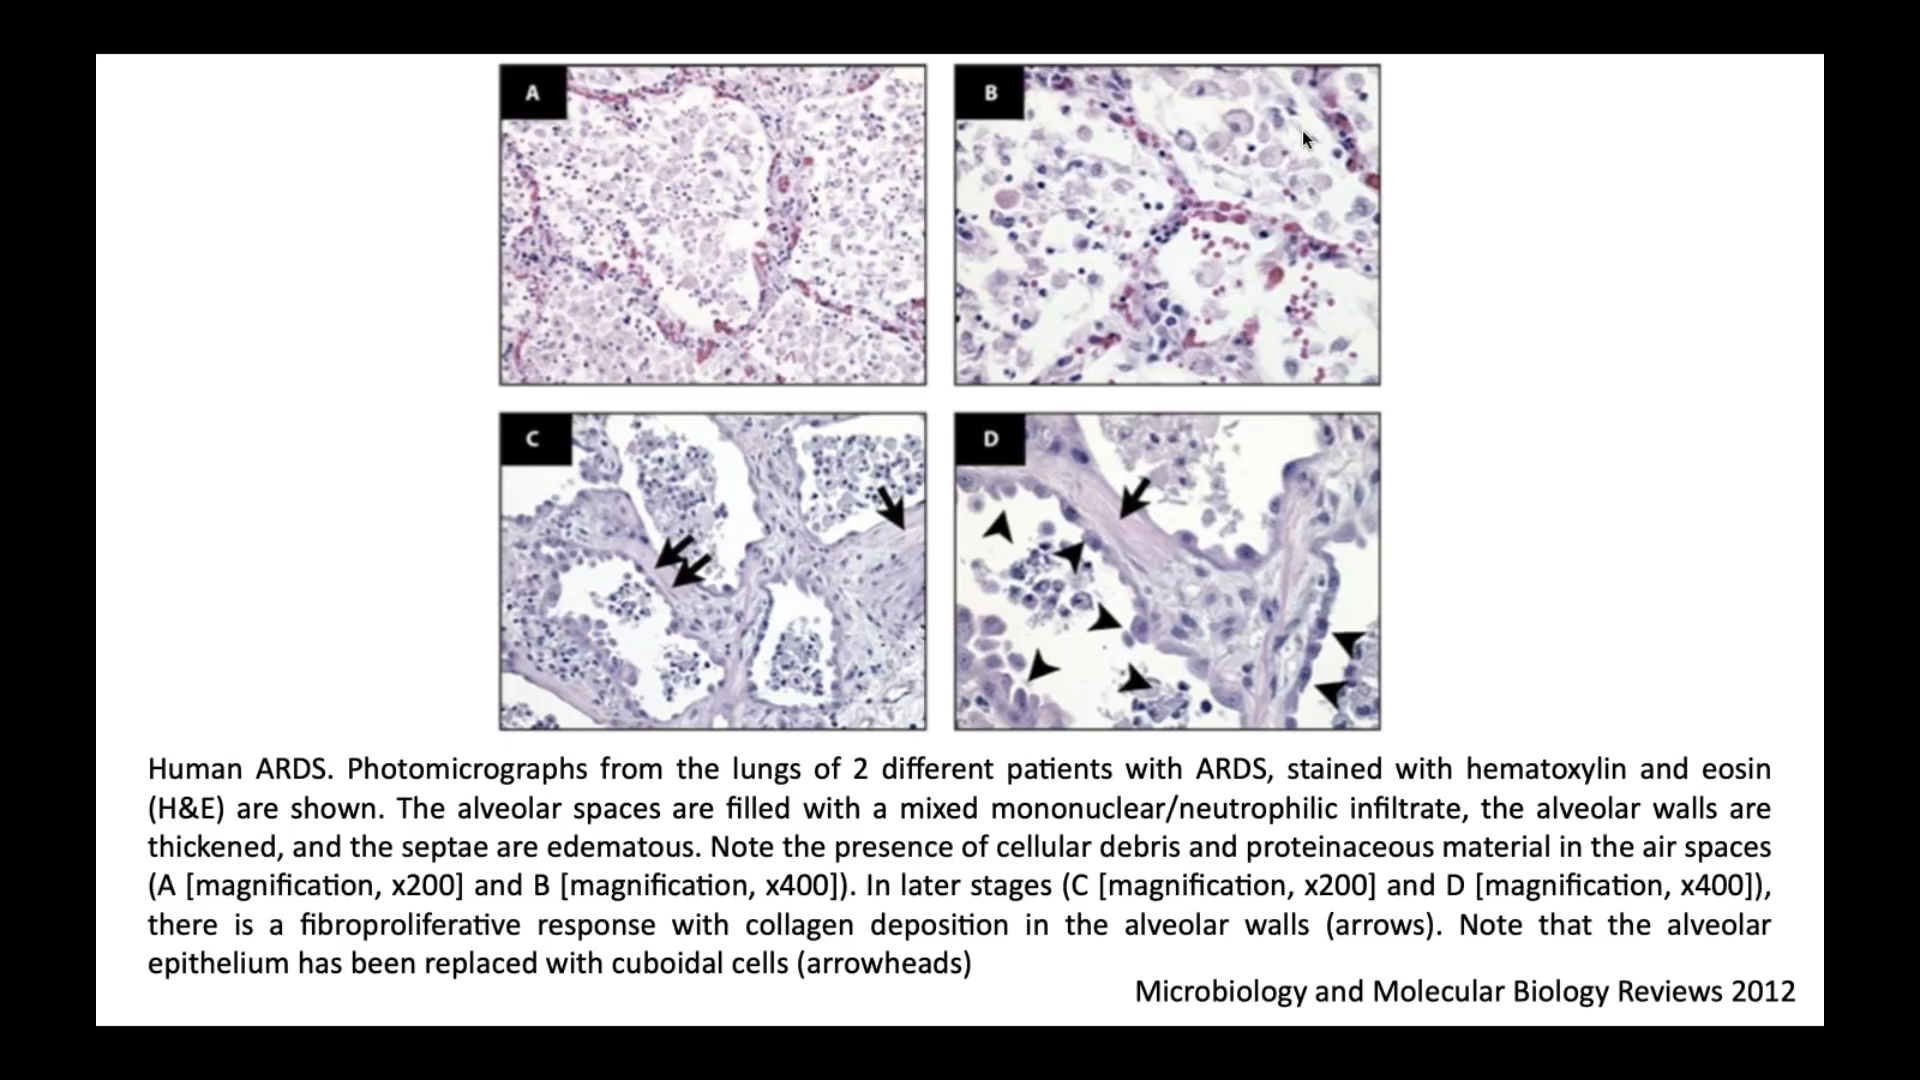 A
B
C
D
Human ARDS. Photomicrographs from the lungs of 2 different patients with ARDS, stained with hematoxylin and eosin
(H&E) are shown. The alveolar spaces are filled with a mixed mononuclear/neutrophilic infiltrate, the alveolar walls are
thickened, and the septae are edematous. Note the presence of cellular debris and proteinaceous material in the air spaces
(A [magnification, x200] and B [magnification, x400]). In later stages (C [magnification, x200] and D [magnification, x400]),
there is a fibroproliferative response with collagen deposition in the alveolar walls (arrows). Note that the alveolar
epithelium has been replaced with cuboidal cells (arrowheads)
Microbiology and Molecular Biology Reviews 2012